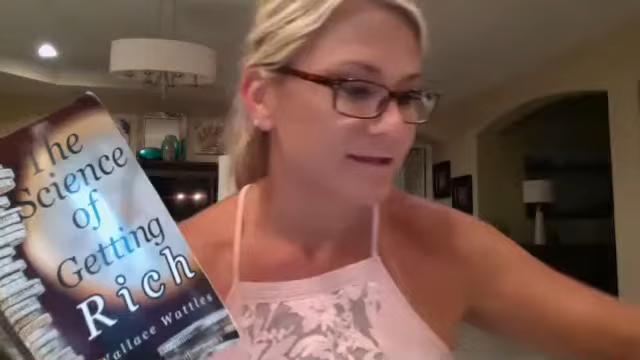 The
Science
of
Getting
Rich
Wallace Wattles